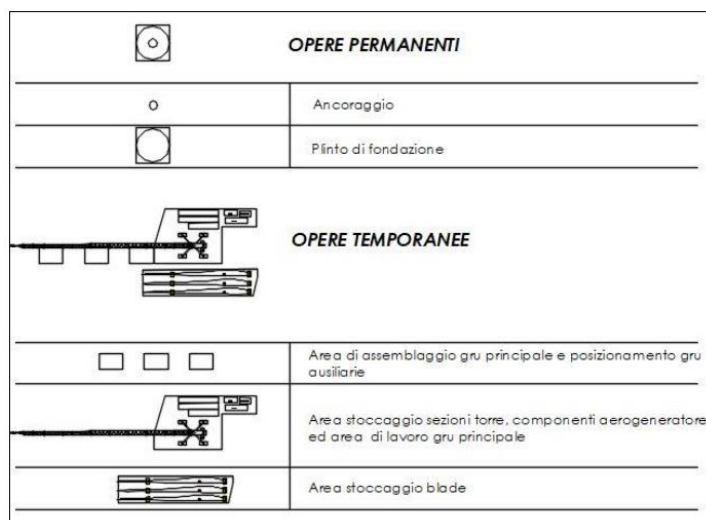 OPERE PERMANENTI
Ancoraggio
Plinto di fondazione
OPERE TEMPORANEE
Area di assemblaggio gru principale e posizionamento gru
ausiliarie
Area stoccaggio sezioni torre, componenti aerogeneratore
ed area di lavoro gru principale
Area stoccaggio blade